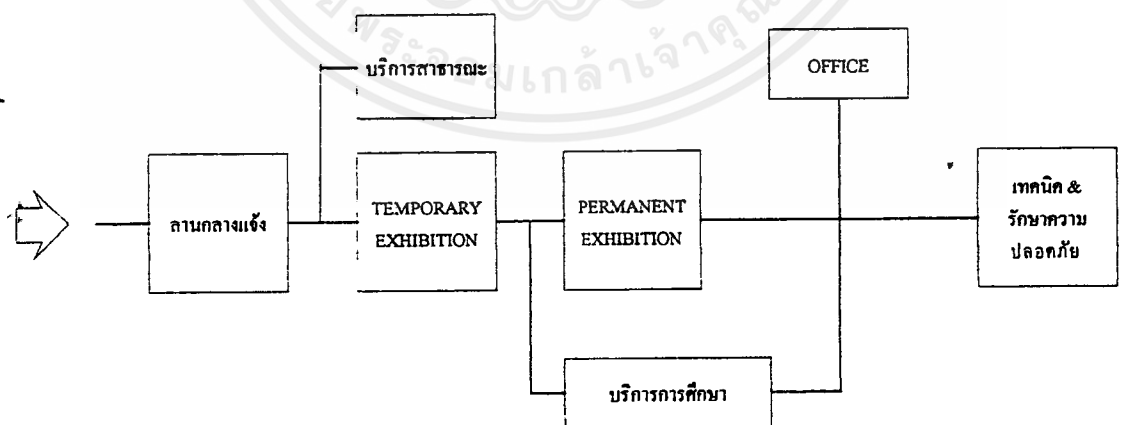 บริการสาธารณะ
OFFICE
ลานกลางแจ้ง
TEMPORARY
EXHIBITION
PERMANENT
EXHIBITION
เทคนิค &
รักษาความ
ปลอดภัย
บริการการศึกษา